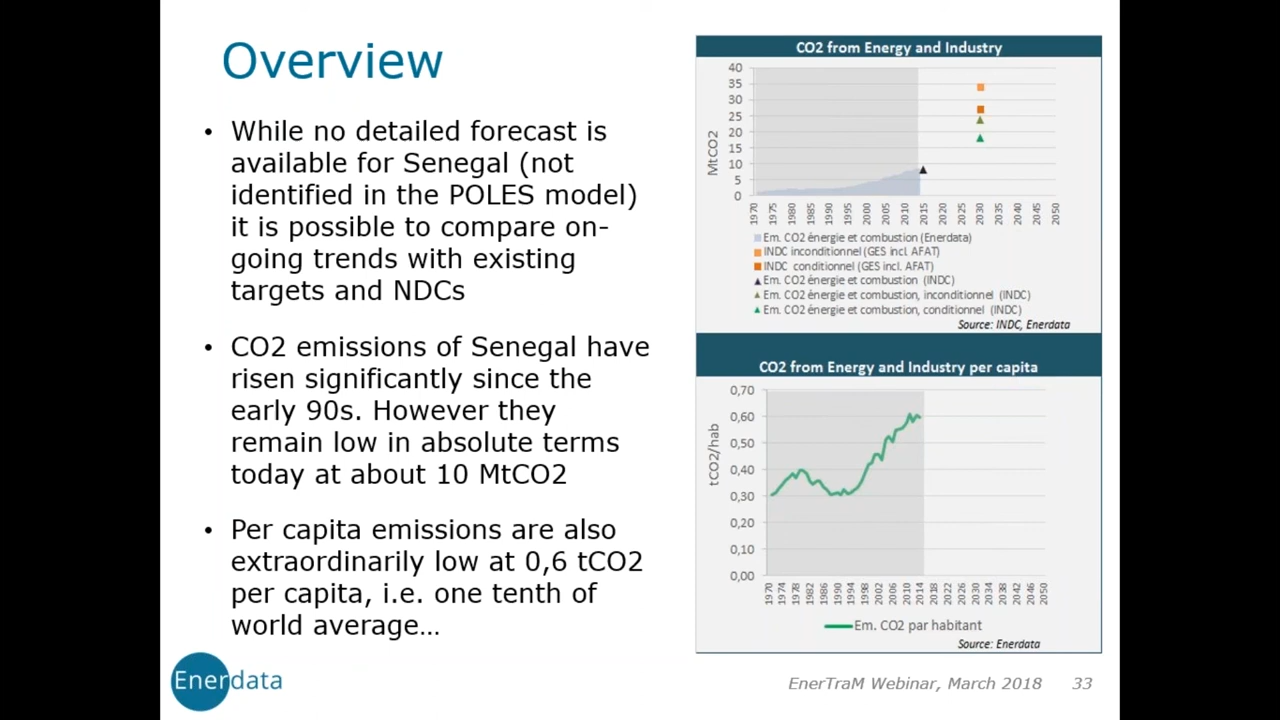 Overview
• While no detailed forecast is
available for Senegal (not
identified in the POLES model)
it is possible to compare on-
going trends with existing
targets and NDCs
• CO2 emissions of Senegal have
risen significantly since the
early 90s. However they
remain low in absolute terms
today at about 10 MtCO2
• Per capita emissions are also
extraordinarily low at 0,6 tCO2
per capita, i.e. one tenth of
world average…
CO2 from Energy and Industry
MtCO2
40
35
30
25
20
15
10
5
0
1970 1975 1980 1985 1990 1995 2000 2005 2010 2015 2020 2025 2030 2035 2040 2045 2050
Em. CO2 énergie et combustion (Enerdata)
INDC inconditionnel (GES incl. AFAT)
INDC conditionnel (GES incl. AFAT)
Em. CO2 énergie et combustion (INDC)
Em. CO2 énergie et combustion, inconditionnel (INDC)
Em. CO2 énergie et combustion, conditionnel (INDC)
Source: INDC, Enerdata
CO2 from Energy and Industry per capita
tCO2/hab
0,70
0,60
0,50
0,40
0,30
0,20
0,10
0,00
1970 1974 1978 1982 1986 1990 1994 1998 2002 2006 2010 2014 2018 2022 2026 2030 2034 2038 2042 2046 2050
Em. CO2 par habitant
Source: Enerdata
Enerdata
EnerTraM Webinar, March 2018 33